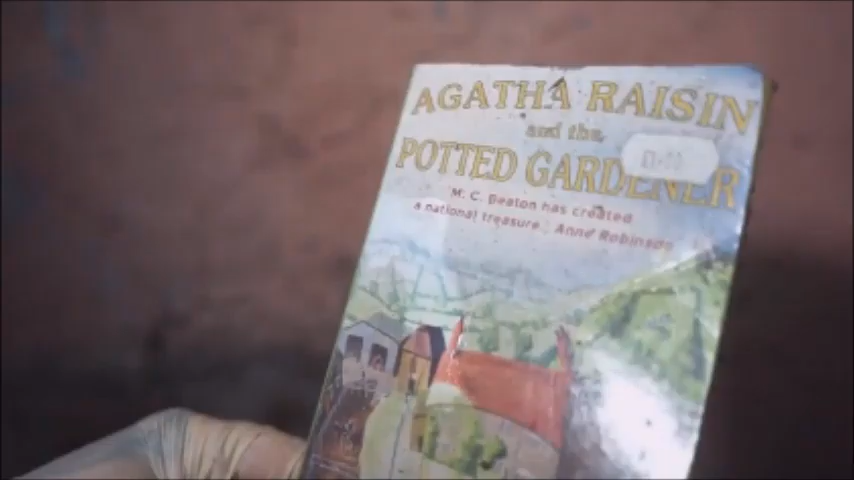 AGATHA RAISIN
and the
POTTED GARDENER
'M. C. Beaton has created
a national treasure.' Anne Robinson